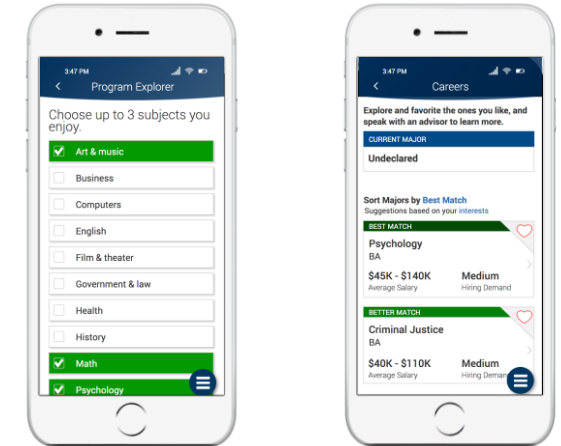 3:47 PM
Program Explorer
Choose up to 3 subjects you
enjoy.
Art & music
Business
Computers
English
Film & theater
Government & law
Health
History
Math
Psychology
3:47 PM
Careers
Explore and favorite the ones you like, and
speak with an advisor to learn more.
CURRENT MAJOR
Undeclared
Sort Majors by Best Match
Suggestions based on your interests
BEST MATCH
Psychology
BA
$45K - $140K Medium
Average Salary Hiring Demand
BETTER MATCH
Criminal Justice
BA
$40K - $110K Medium
Average Salary Hiring